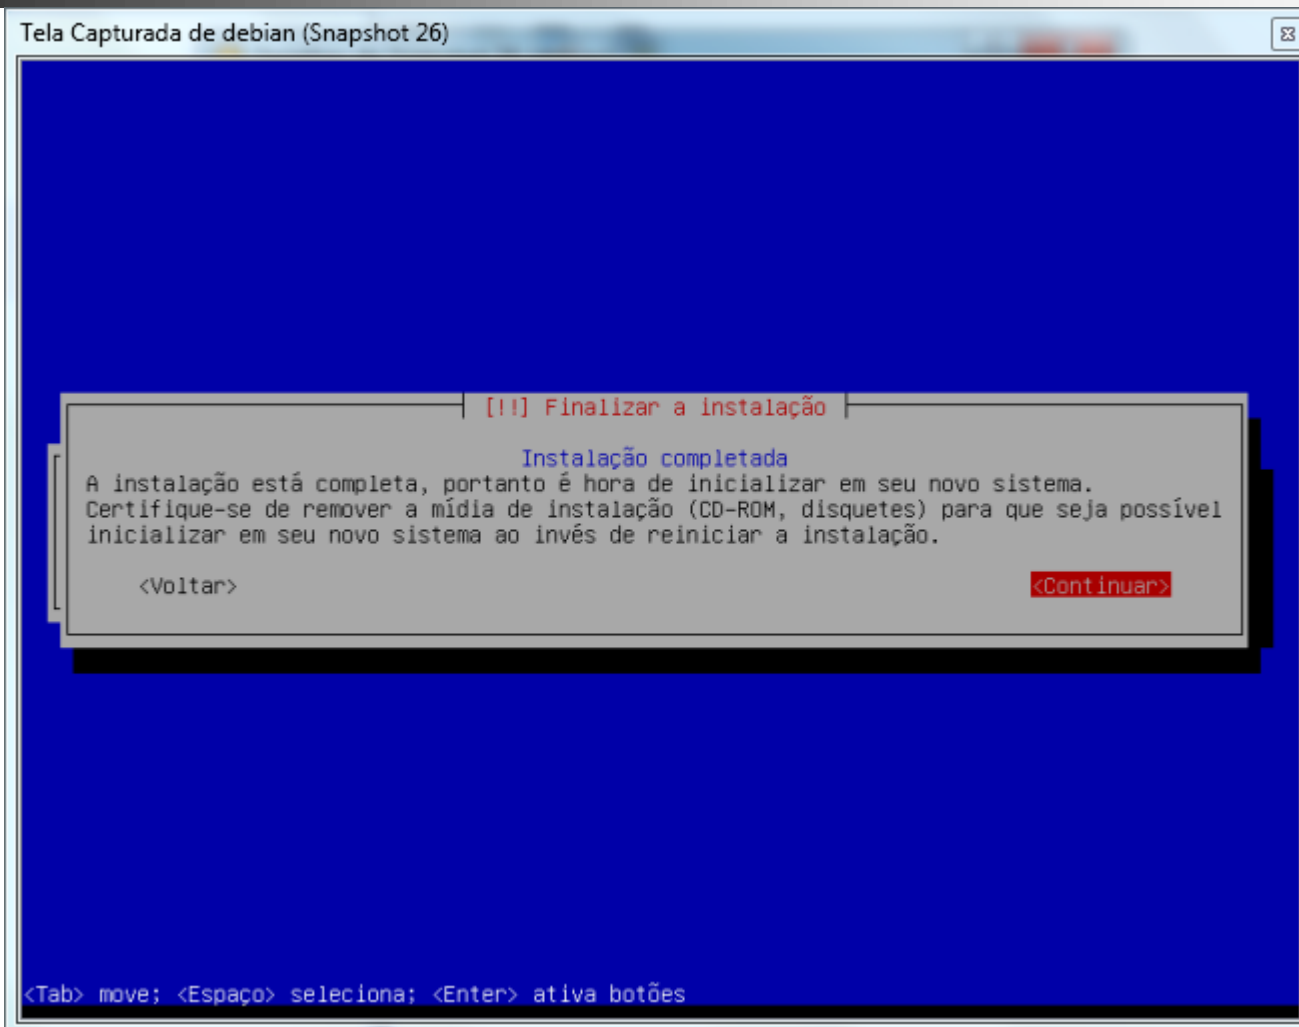 Tela Capturada de debian (Snapshot 26)
[!!] Finalizar a instalação
Instalação completada
A instalação está completa, portanto é hora de inicializar em seu novo sistema.
Certifique-se de remover a mídia de instalação (CD-ROM, disquetes) para que seja possível
inicializar em seu novo sistema ao invés de reiniciar a instalação.
<Voltar> <Continuar>
<Tab> move; <Espaço> seleciona; <Enter> ativa botões